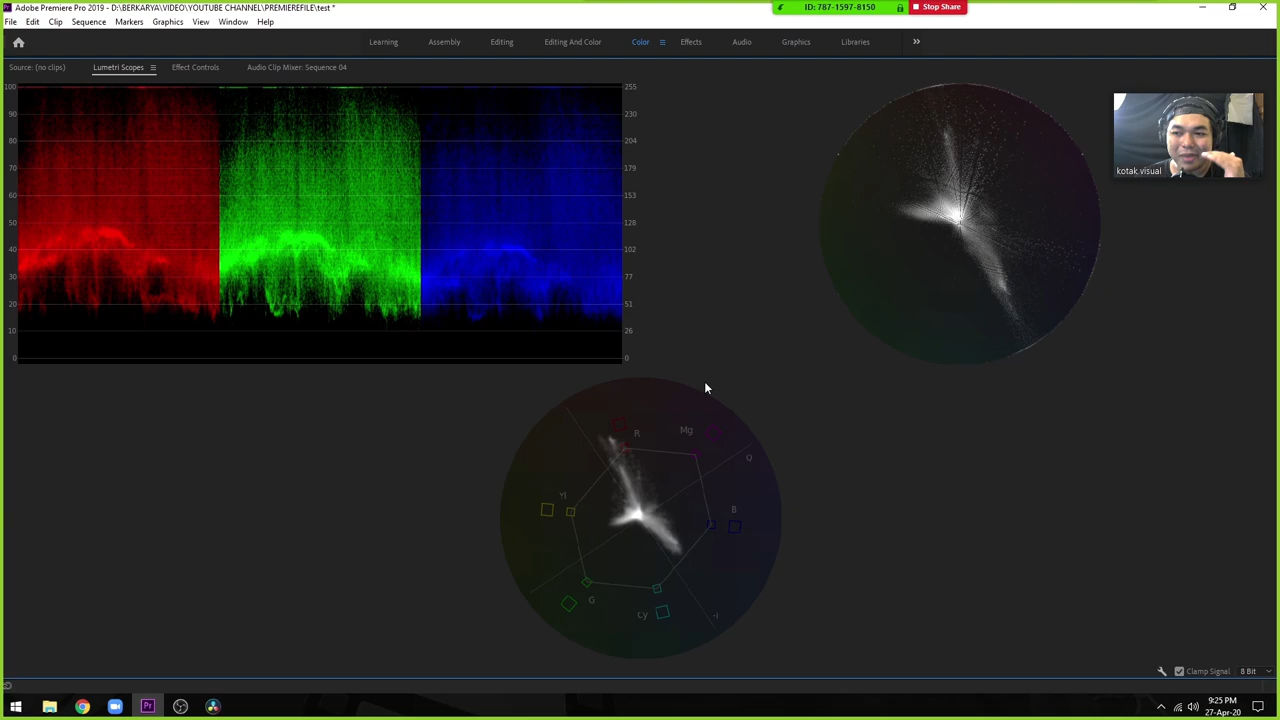 Adobe Premiere Pro 2019 - D:\BERKARYA\VIDEO\YOUTUBE CHANNEL\PREMIEREFILE\test *
ID: 787-1597-8150
Stop Share
File Edit Clip Sequence Markers Graphics View Window Help
Learning Assembly Editing Editing And Color Color Effects Audio Graphics Libraries
Source: (no clips) Lumetri Scopes Effect Controls Audio Clip Mixer: Sequence 04
100 255
90 230
80 204
70 179
60 153
50 128
40 102
30 77
20 51
10 26
0 0
kotak visual
R Mg
Q
Yl B
G
Cy -i
Clamp Signal 8 Bit
Pr
9:25 PM
27-Apr-20